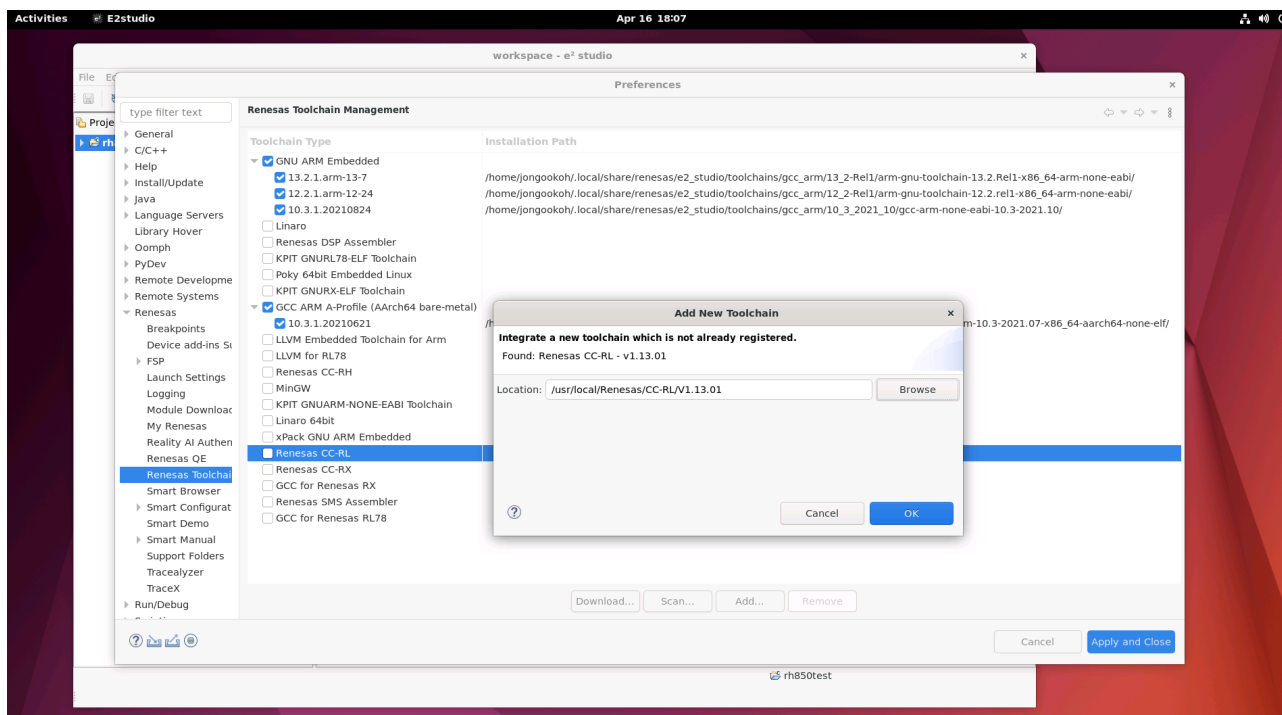 Activities E2studio Apr 16 18:07
workspace - e² studio ×
File
Preferences ×
type filter text
Renesas Toolchain Management
Proje
rh
General
C/C++
Help
Install/Update
Java
Language Servers
Library Hover
Oomph
PyDev
Remote Developme
Remote Systems
Renesas
Breakpoints
Device add-ins Su
FSP
Launch Settings
Logging
Module Downloac
My Renesas
Reality AI Authen
Renesas QE
Renesas Toolchai
Smart Browser
Smart Configurat
Smart Demo
Smart Manual
Support Folders
Tracealyzer
TraceX
Run/Debug
Toolchain Type Installation Path
GNU ARM Embedded
13.2.1.arm-13-7 /home/jongookoh/.local/share/renesas/e2_studio/toolchains/gcc_arm/13_2-Rel1/arm-gnu-toolchain-13.2.Rel1-x86_64-arm-none-eabi/
12.2.1.arm-12-24 /home/jongookoh/.local/share/renesas/e2_studio/toolchains/gcc_arm/12_2-Rel1/arm-gnu-toolchain-12.2.rel1-x86_64-arm-none-eabi/
10.3.1.20210824 /home/jongookoh/.local/share/renesas/e2_studio/toolchains/gcc_arm/10_3_2021_10/gcc-arm-none-eabi-10.3-2021.10/
Linaro
Renesas DSP Assembler
KPIT GNURL78-ELF Toolchain
Poky 64bit Embedded Linux
KPIT GNURX-ELF Toolchain
GCC ARM A-Profile (AArch64 bare-metal)
10.3.1.20210621 m-10.3-2021.07-x86_64-aarch64-none-elf/
LLVM Embedded Toolchain for Arm
LLVM for RL78
Renesas CC-RH
MinGW
KPIT GNUARM-NONE-EABI Toolchain
Linaro 64bit
xPack GNU ARM Embedded
Renesas CC-RL
Renesas CC-RX
GCC for Renesas RX
Renesas SMS Assembler
GCC for Renesas RL78
Add New Toolchain ×
Integrate a new toolchain which is not already registered.
Found: Renesas CC-RL - v1.13.01
Location: /usr/local/Renesas/CC-RL/V1.13.01 Browse
Cancel OK
Download... Scan... Add... Remove
Cancel Apply and Close
rh850test